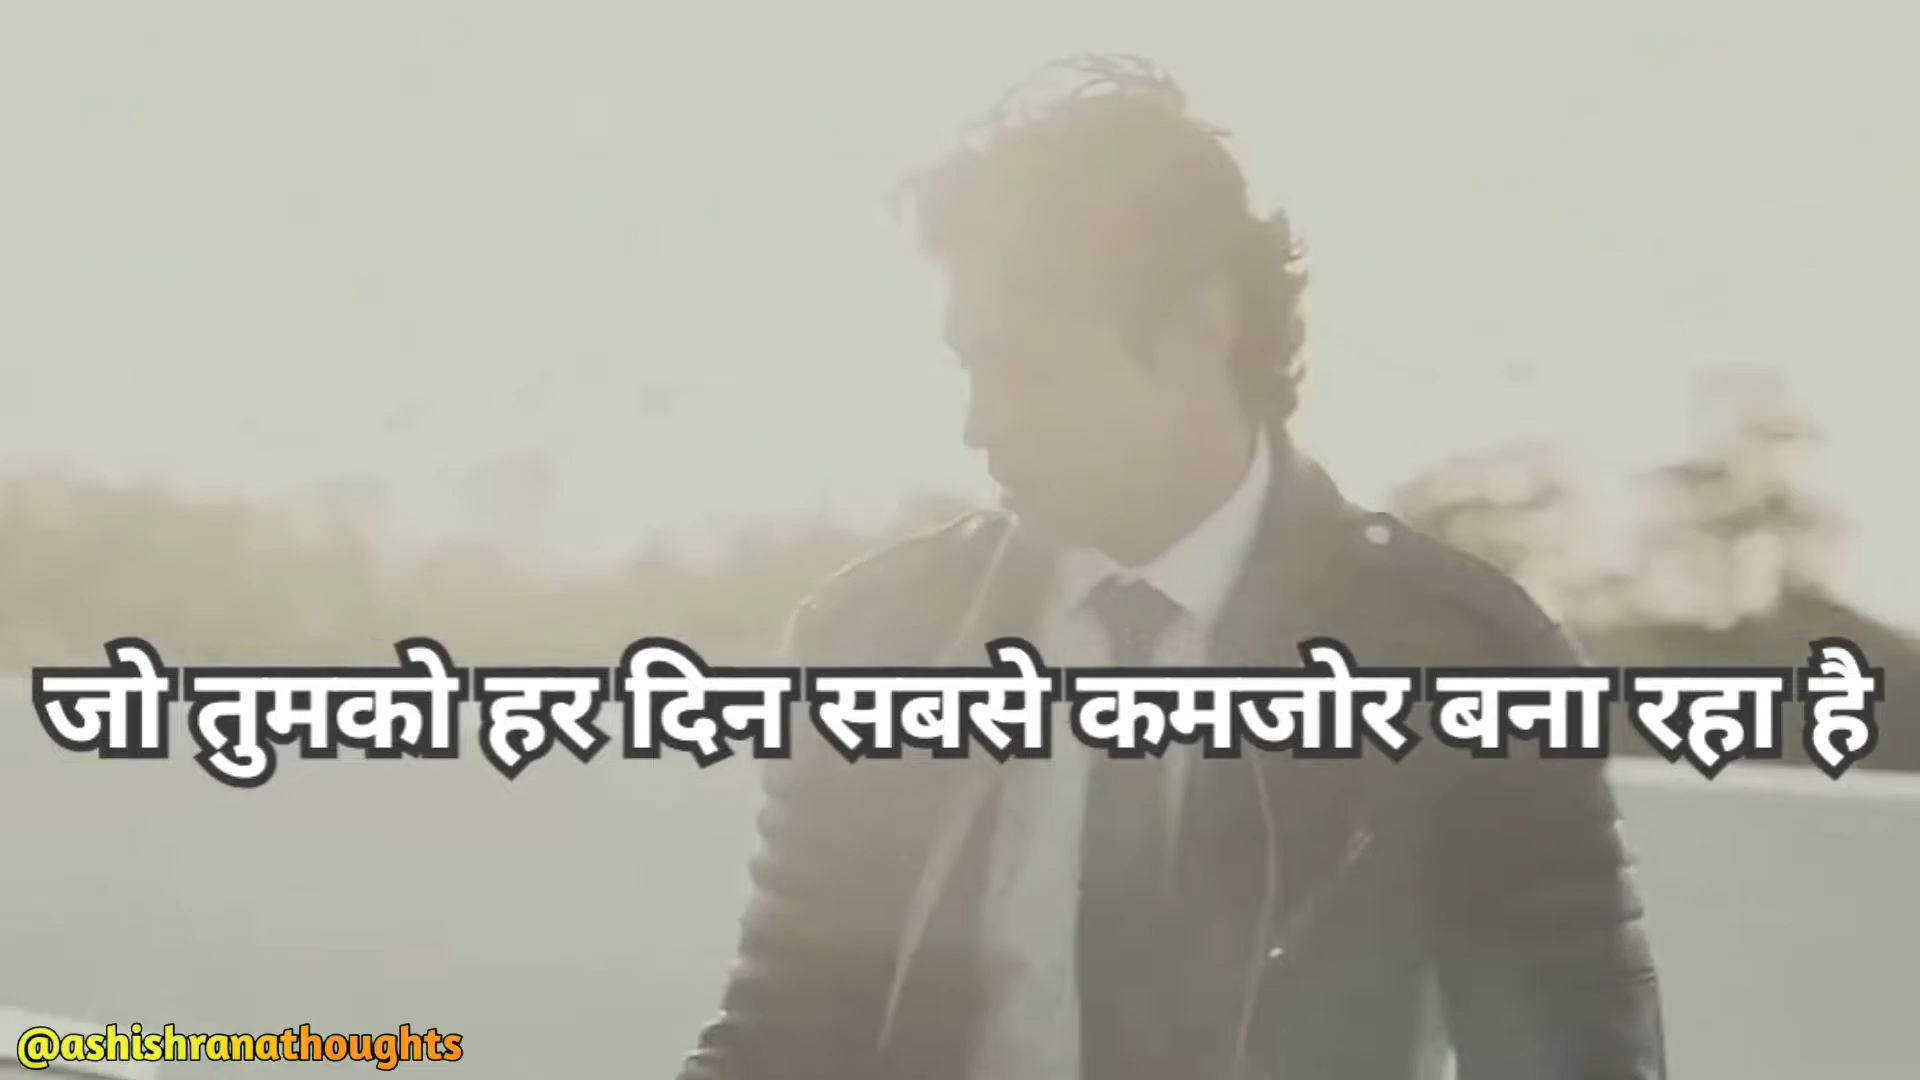 जो तुमको हर दिन सबसे कमजोर बना रहा है
@ashishranathoughts